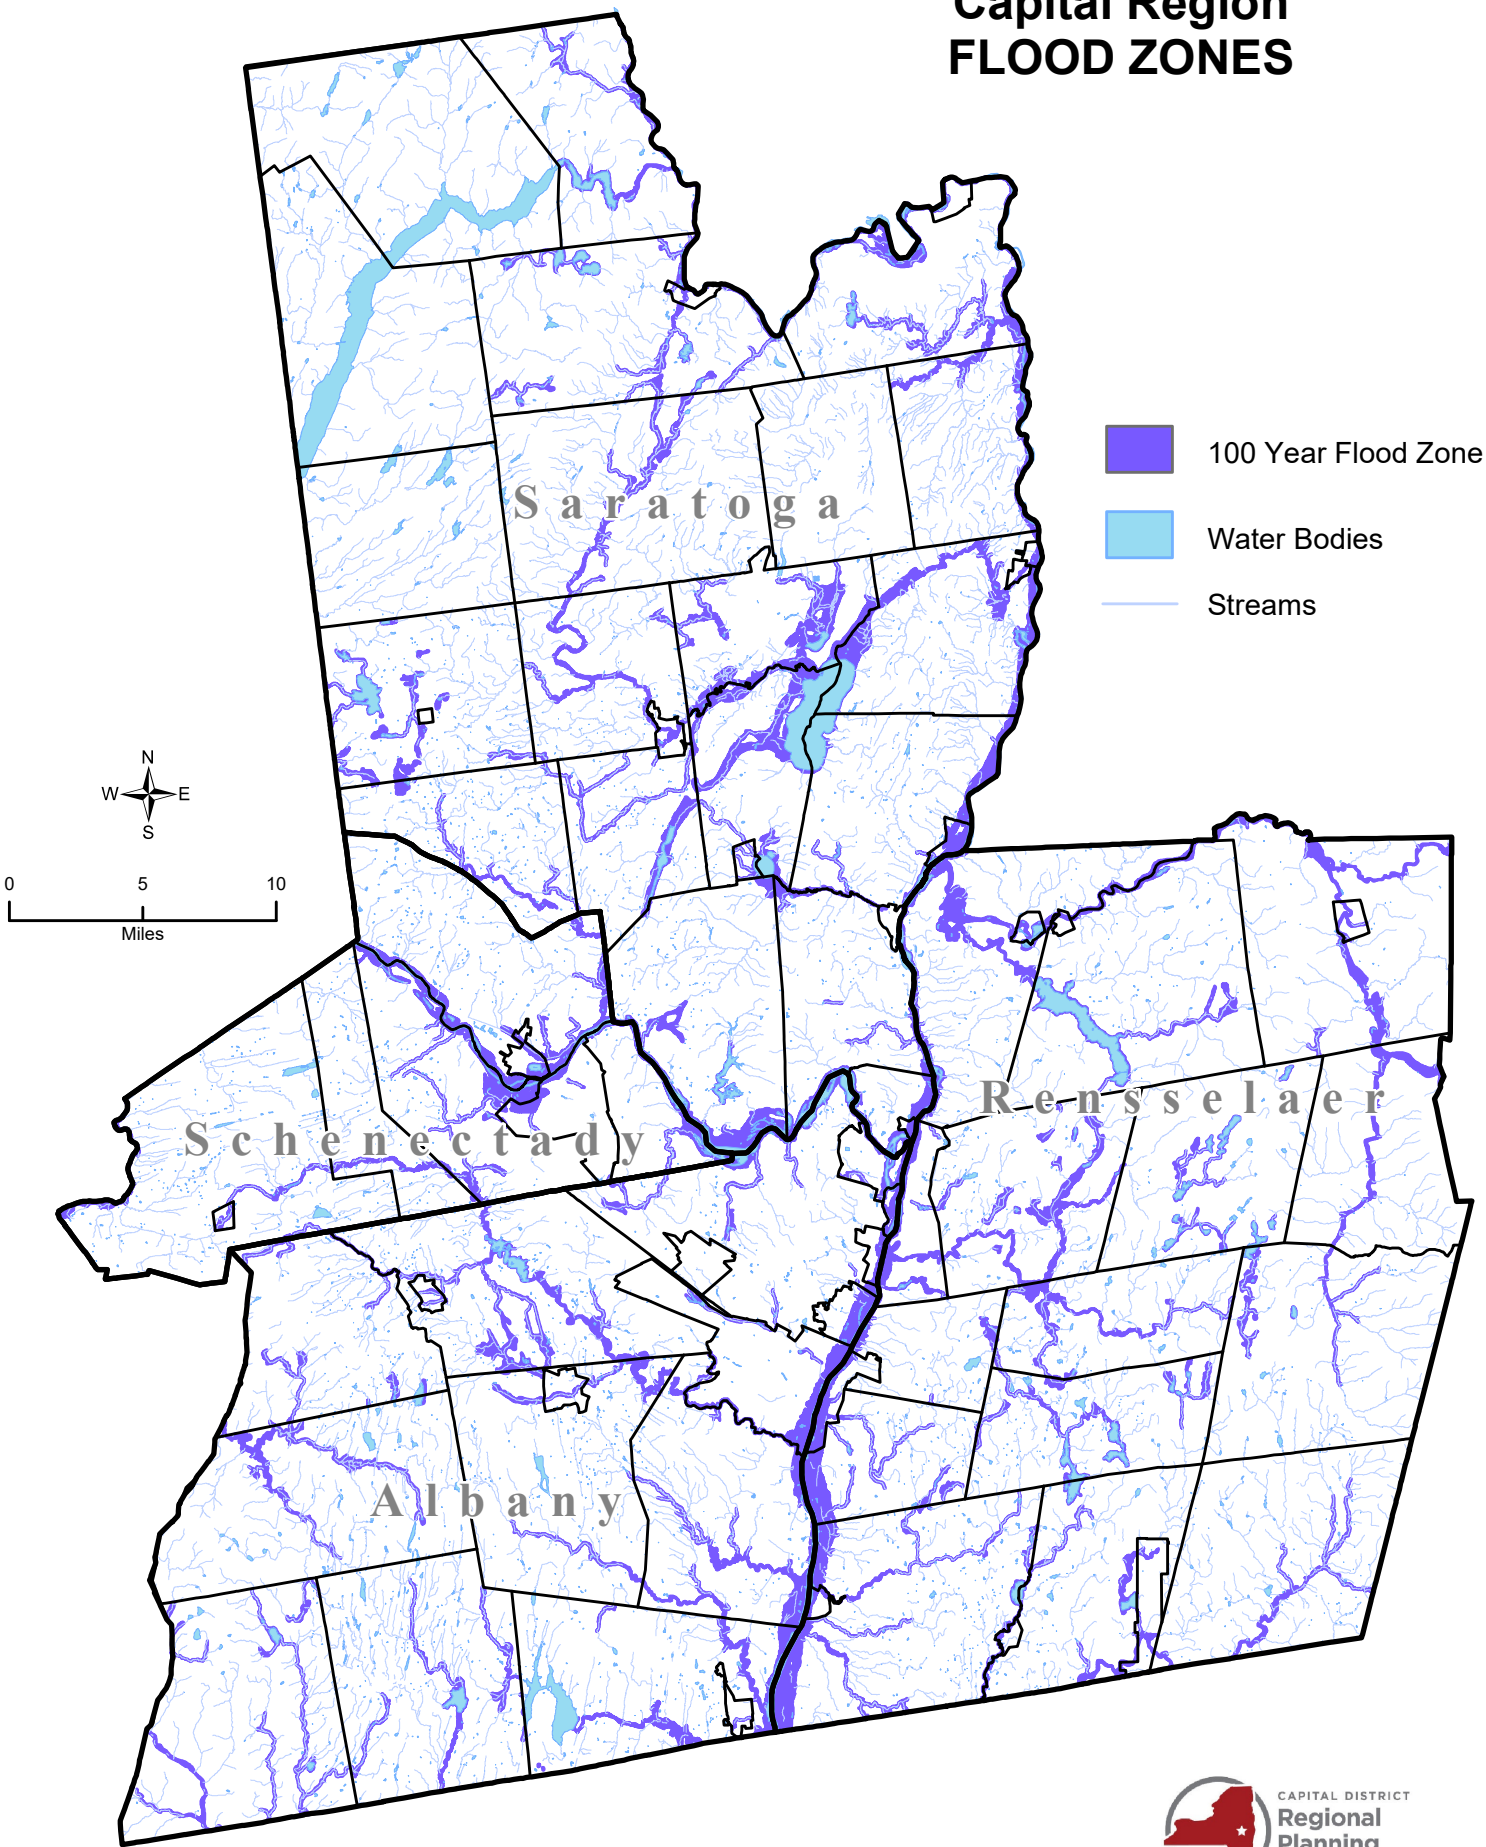 Capital Region
FLOOD ZONES
100 Year Flood Zone
Water Bodies
Streams
Saratoga
N
W E
S
0 5 10
Miles
Rensselaer
Schenectady
Albany
CAPITAL DISTRICT
Regional
Planning